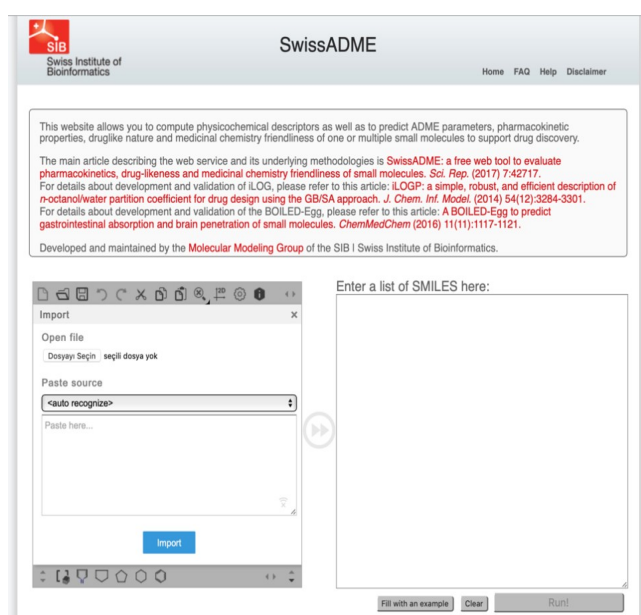 SIB
Swiss Institute of
Bioinformatics
SwissADME
Home FAQ Help Disclaimer
This website allows you to compute physicochemical descriptors as well as to predict ADME parameters, pharmacokinetic
properties, druglike nature and medicinal chemistry friendliness of one or multiple small molecules to support drug discovery.
The main article describing the web service and its underlying methodologies is SwissADME: a free web tool to evaluate
pharmacokinetics, drug-likeness and medicinal chemistry friendliness of small molecules. Sci. Rep. (2017) 7:42717.
For details about development and validation of iLOG, please refer to this article: iLOGP: a simple, robust, and efficient description of
n-octanol/water partition coefficient for drug design using the GB/SA approach. J. Chem. Inf. Model. (2014) 54(12):3284-3301.
For details about development and validation of the BOILED-Egg, please refer to this article: A BOILED-Egg to predict
gastrointestinal absorption and brain penetration of small molecules. ChemMedChem (2016) 11(11):1117-1121.
Developed and maintained by the Molecular Modeling Group of the SIB I Swiss Institute of Bioinformatics.
2D
Import
Open file
Dosyayı Seçin seçili dosya yok
Paste source
<auto recognize>
Paste here...
Import
Enter a list of SMILES here:
Fill with an example Clear Run!